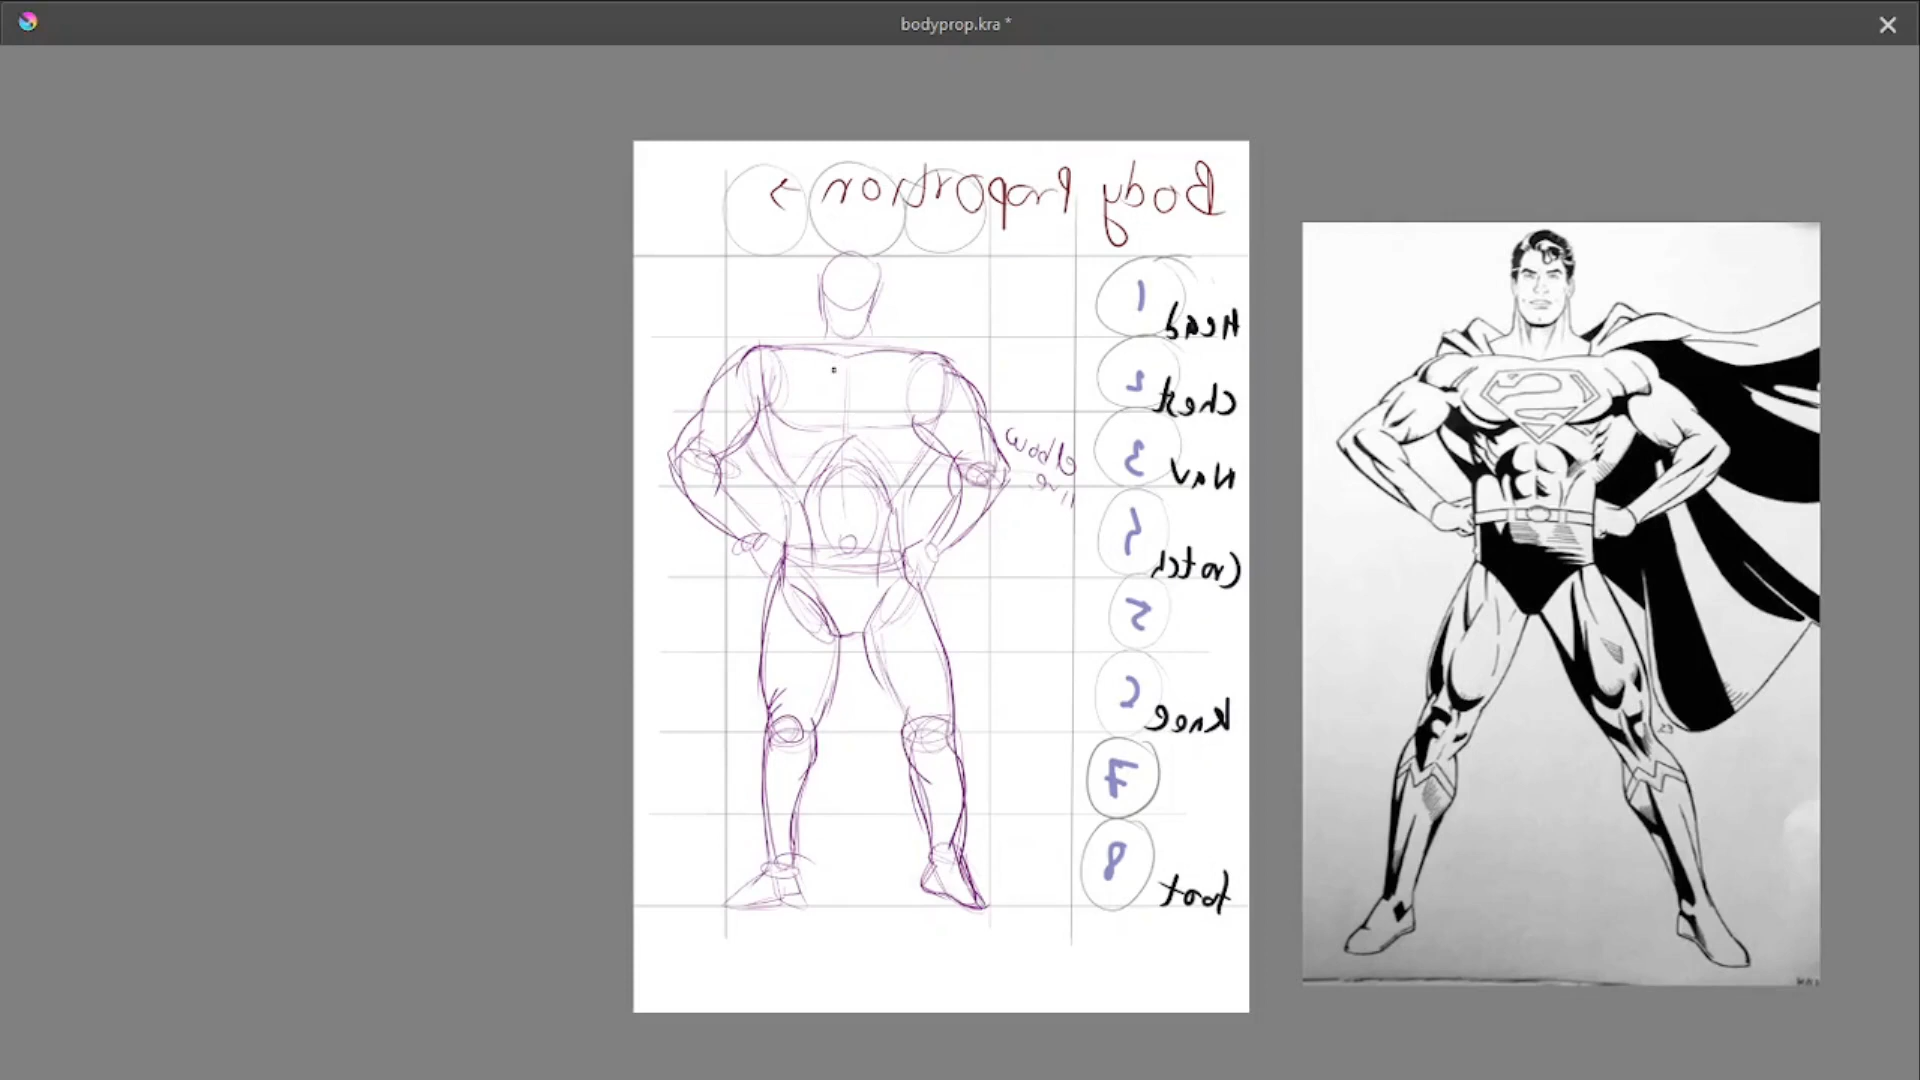 bodyprop.kra *
Body Proportion >
1
Head
2
Chest
3
Nav
elbow
line
Crotch
5
6
Knee
7
8
foot
S